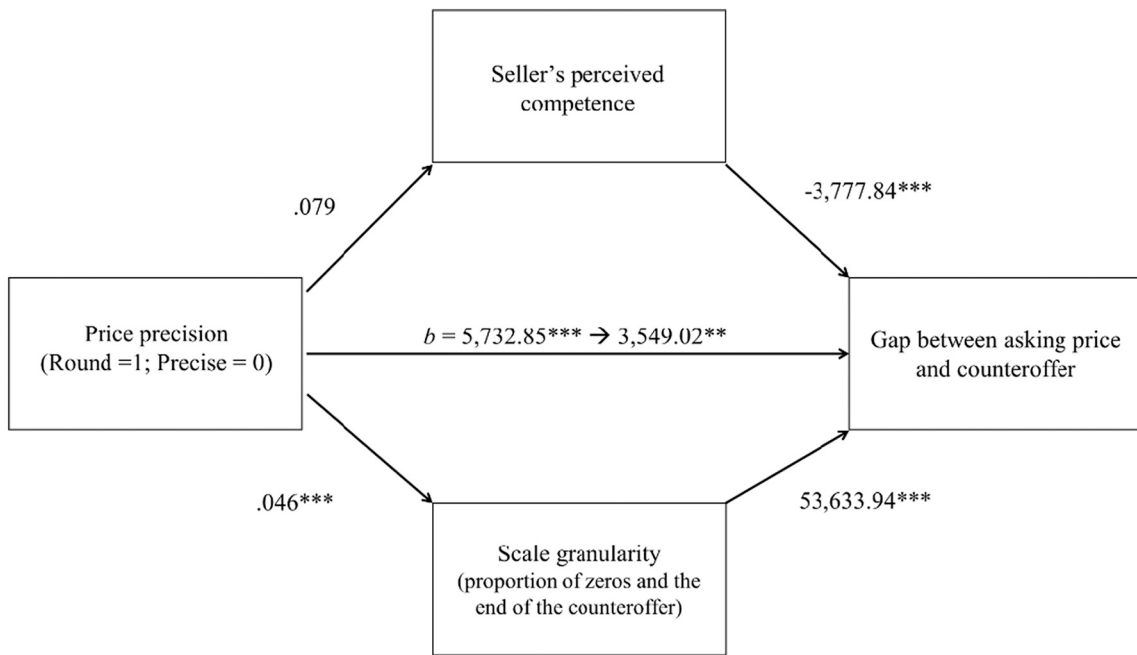 Seller’s perceived
competence
.079
-3,777.84***
Price precision
(Round =1; Precise = 0)
b = 5,732.85*** → 3,549.02**
Gap between asking price
and counteroffer
.046***
53,633.94***
Scale granularity
(proportion of zeros and the
end of the counteroffer)